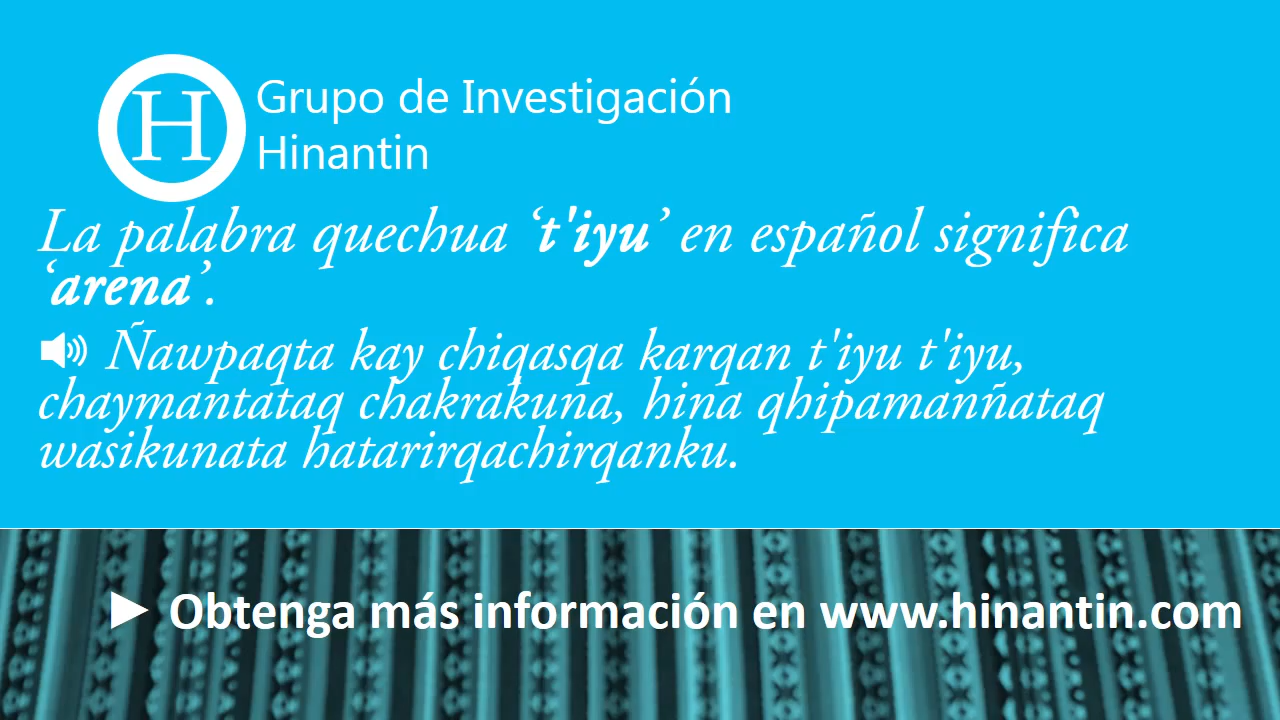 H
Grupo de Investigación
Hinantin
La palabra quechua ‘t'iyu’ en español significa
‘arena’.
Ñawpaqta kay chiqasqa karqan t'iyu t'iyu,
chaymantataq chakrakuna, hina qhipamanñataq
wasikunata hatarirqachirqanku.
Obtenga más información en www.hinantin.com